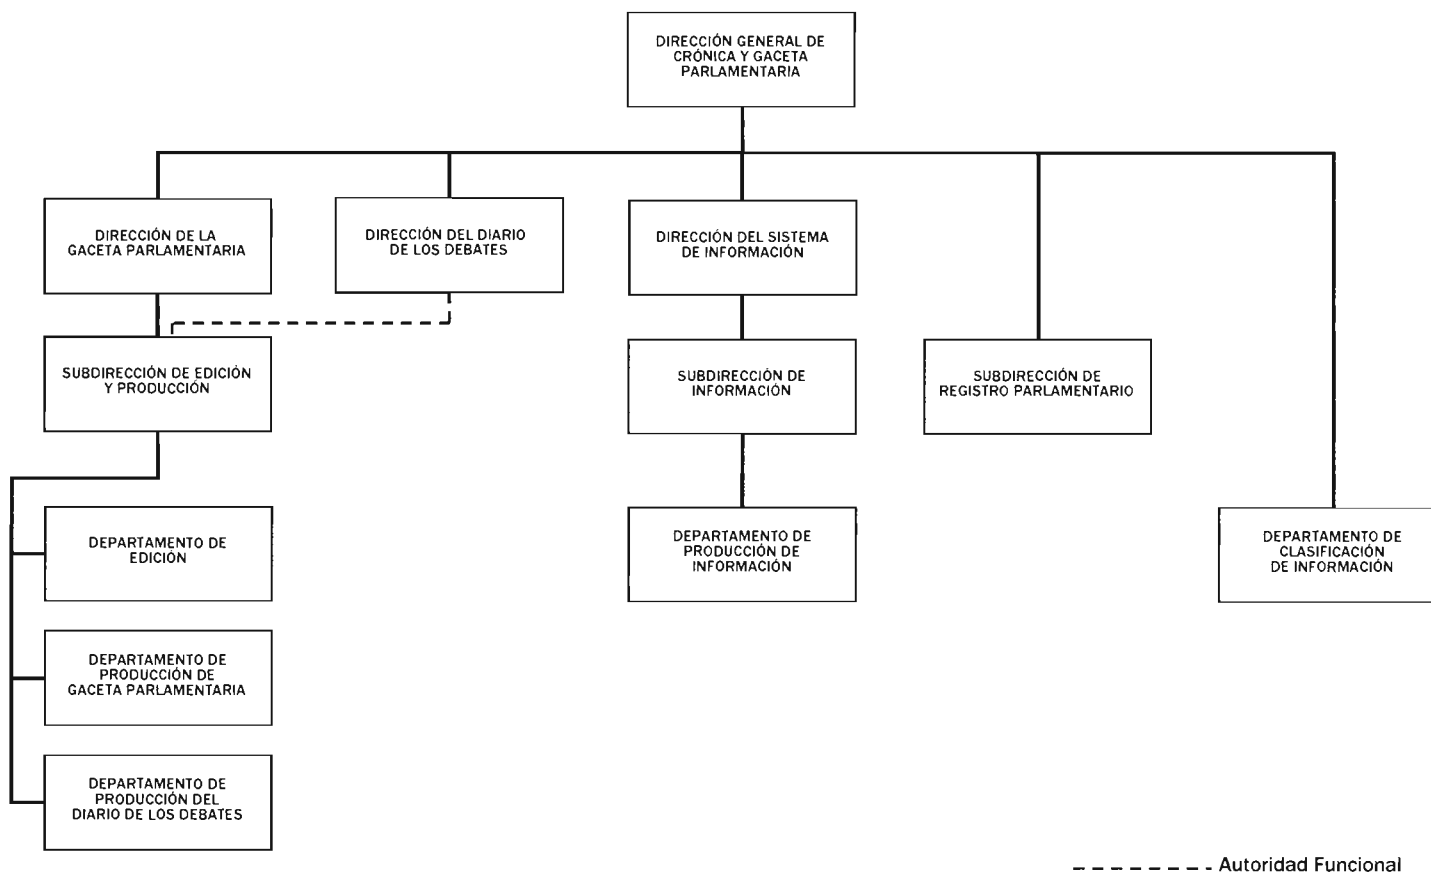 DIRECCIÓN GENERAL DE
CRÓNICA Y GACETA
PARLAMENTARIA
DIRECCIÓN DE LA
GACETA PARLAMENTARIA
DIRECCIÓN DEL DIARIO
DE LOS DEBATES
DIRECCIÓN DEL SISTEMA
DE INFORMACIÓN
SUBDIRECCIÓN DE EDICIÓN
Y PRODUCCIÓN
SUBDIRECCIÓN DE
INFORMACIÓN
SUBDIRECCIÓN DE
REGISTRO PARLAMENTARIO
DEPARTAMENTO DE
EDICIÓN
DEPARTAMENTO DE
PRODUCCIÓN DE
INFORMACIÓN
DEPARTAMENTO DE
CLASIFICACIÓN
DE INFORMACIÓN
DEPARTAMENTO DE
PRODUCCIÓN DE
GACETA PARLAMENTARIA
DEPARTAMENTO DE
PRODUCCIÓN DEL
DIARIO DE LOS DEBATES
Autoridad Funcional